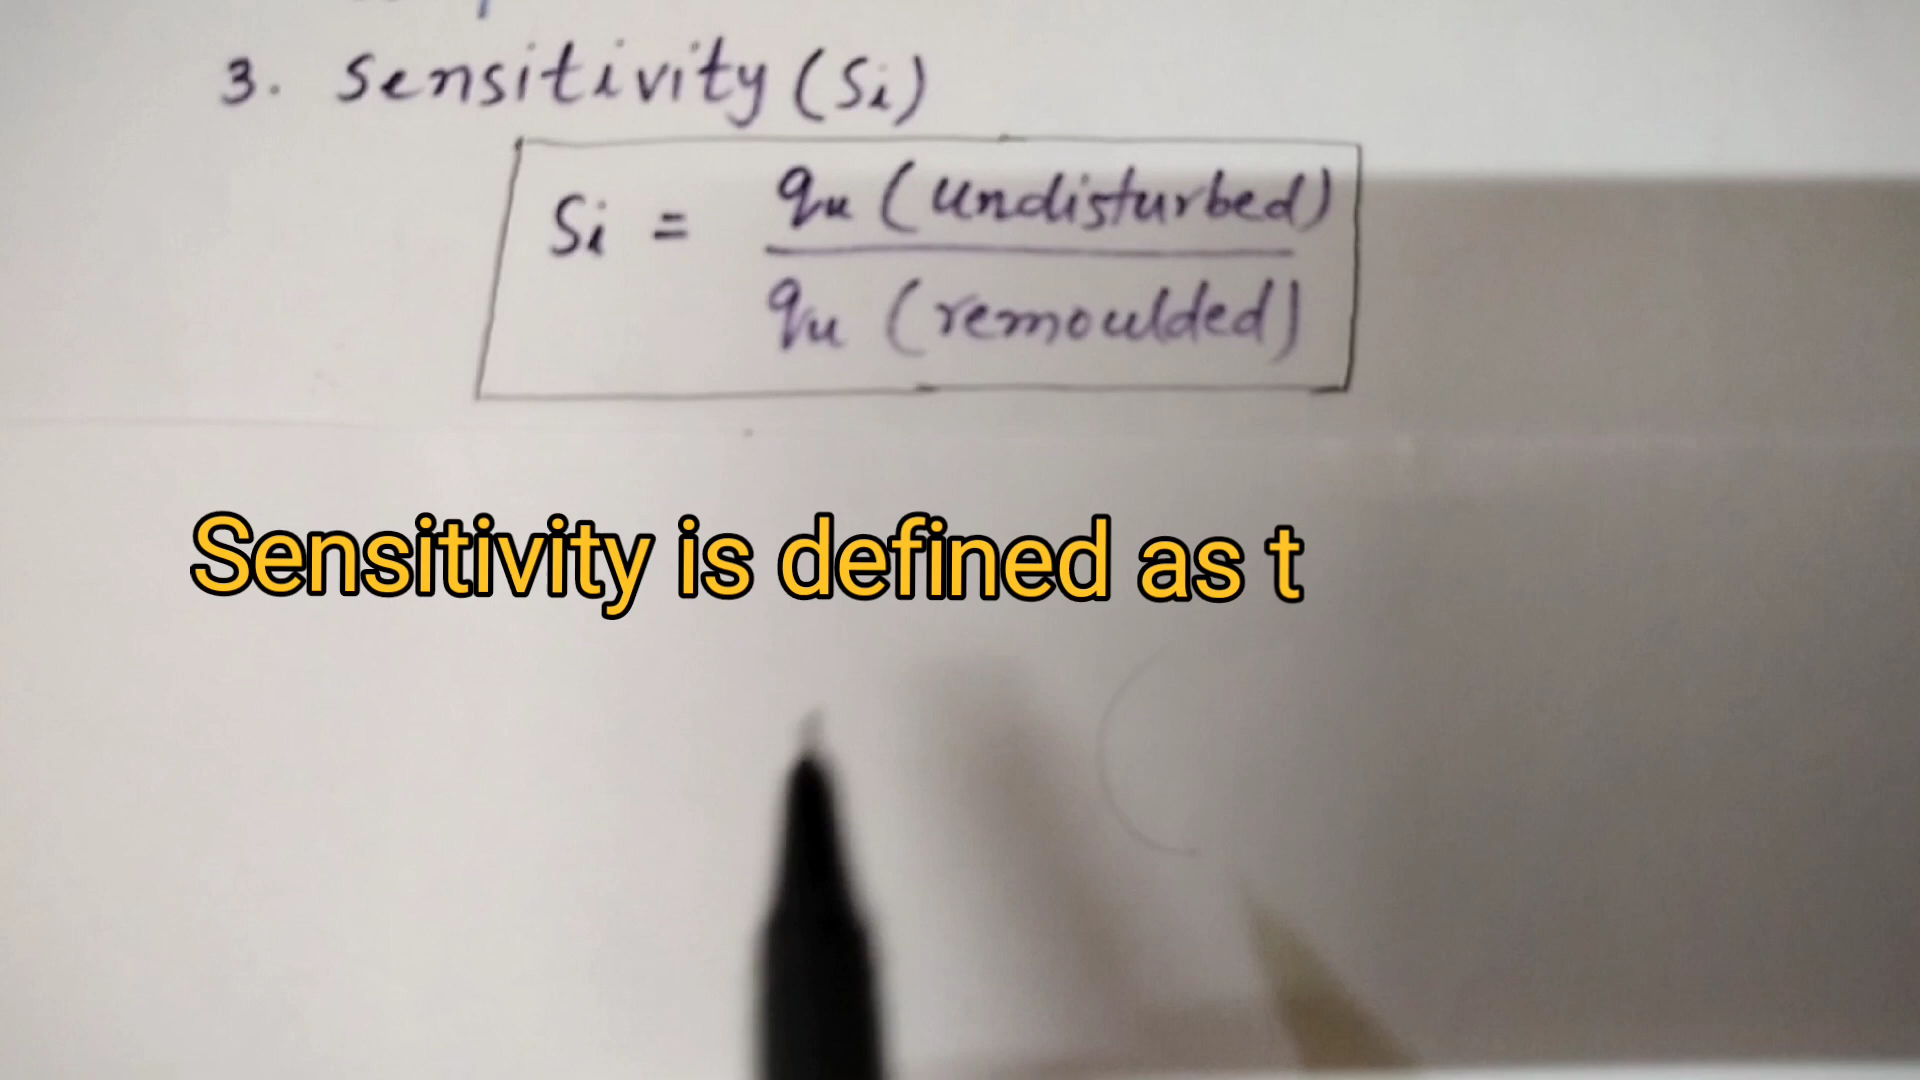 3. Sensitivity (Si)
Si = qu (undisturbed)
qu (remoulded)
Sensitivity is defined as t